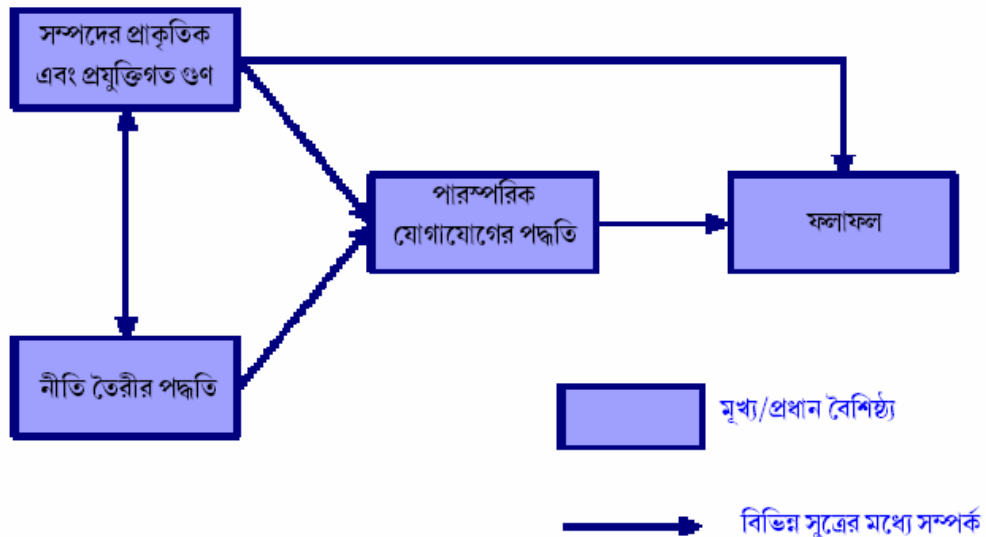 সম্পদের প্রাকৃতিক
এবং প্রযুক্তিগত গুণ
পারস্পরিক
যোগাযোগের পদ্ধতি
ফলাফল
নীতি তৈরীর পদ্ধতি
মূখ্য/প্রধান বৈশিষ্ঠ্য
বিভিন্ন সুত্রের মধ্যে সম্পর্ক